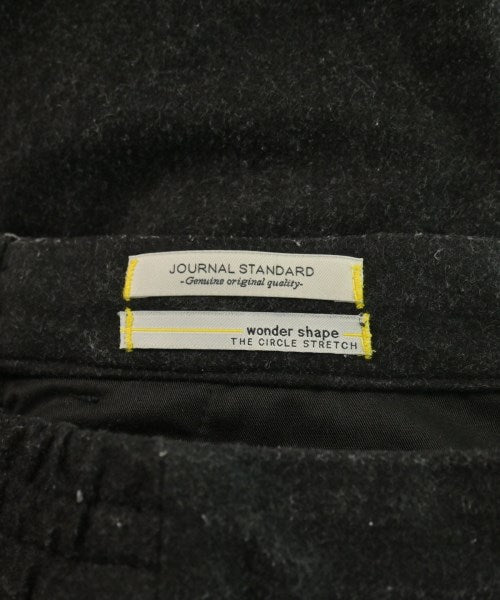 JOURNAL STANDARD
-Genuine original quality-
wonder shape
THE CIRCLE STRETCH